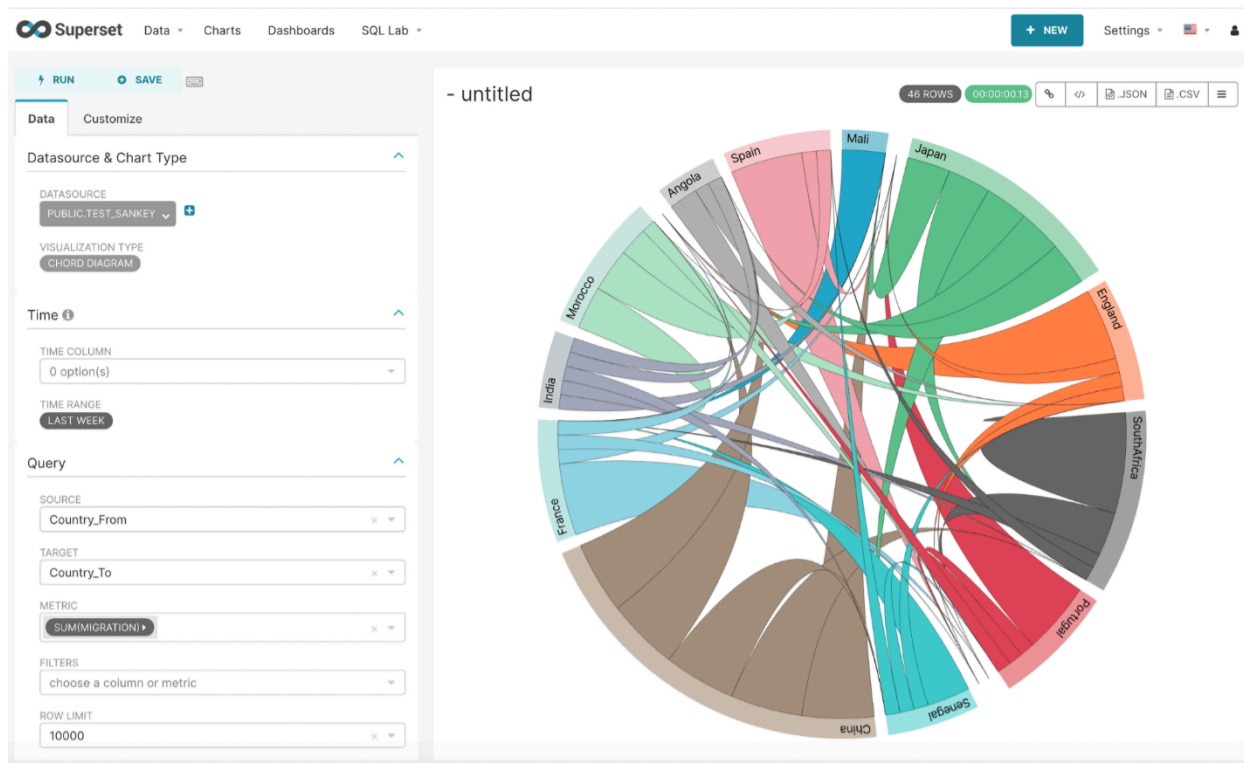 Superset Data Charts Dashboards SQL Lab + NEW Settings
RUN SAVE
Data Customize
Datasource & Chart Type
DATASOURCE
PUBLIC.TEST_SANKEY
VISUALIZATION TYPE
CHORD DIAGRAM
Time
TIME COLUMN
0 option(s)
TIME RANGE
LAST WEEK
Query
SOURCE
Country_From
TARGET
Country_To
METRIC
SUM(MIGRATION)
FILTERS
choose a column or metric
ROW LIMIT
10000
- untitled
46 ROWS 00:00:00.13 </> .JSON .CSV
Mali
Japan
England
SouthAfrica
Portugal
Senegal
China
France
India
Morocco
Angola
Spain